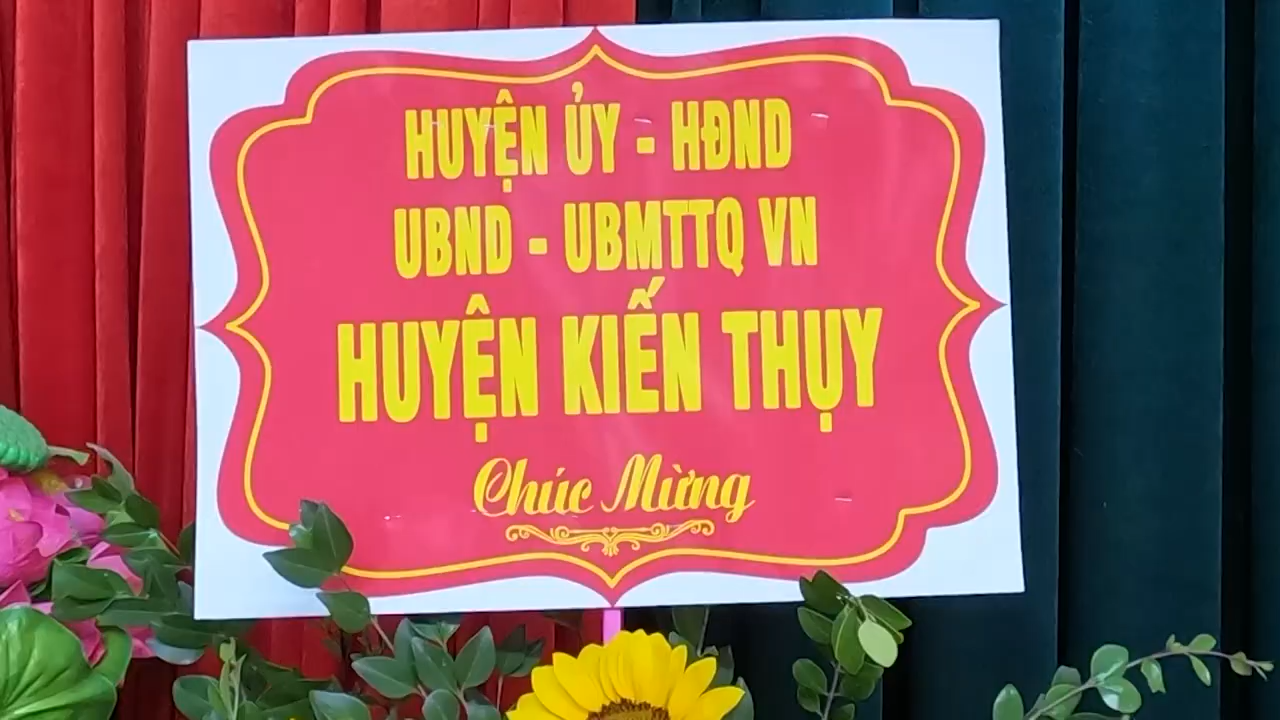 HUYỆN ỦY - HĐND
UBND - UBMTTQ VN
HUYỆN KIẾN THỤY
Chúc Mừng